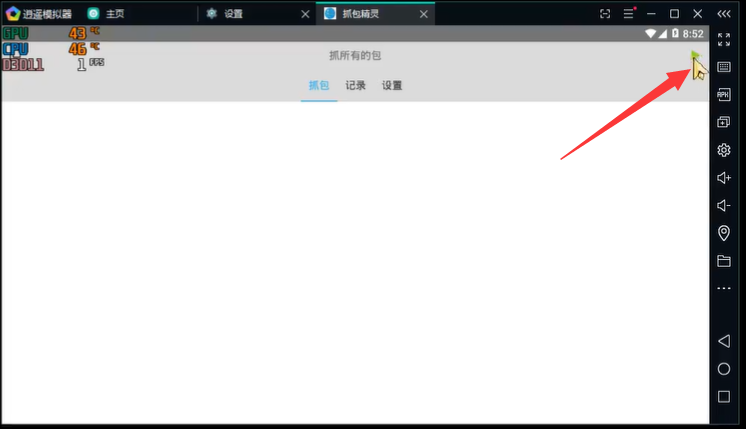 逍遥模拟器 主页 设置 抓包精灵
GPU 43 °C
8:52
CPU 46 °C
抓所有的包
D3D11 1 FPS
抓包 记录 设置
APK